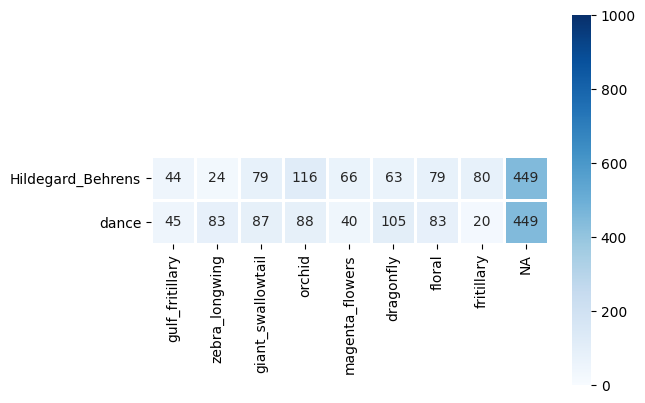 1000
800
600
400
200
0
Hildegard_Behrens 44 24 79 116 66 63 79 80 449
dance 45 83 87 88 40 105 83 20 449
gulf_fritillary
zebra_longwing
giant_swallowtail
orchid
magenta_flowers
dragonfly
floral
fritillary
NA